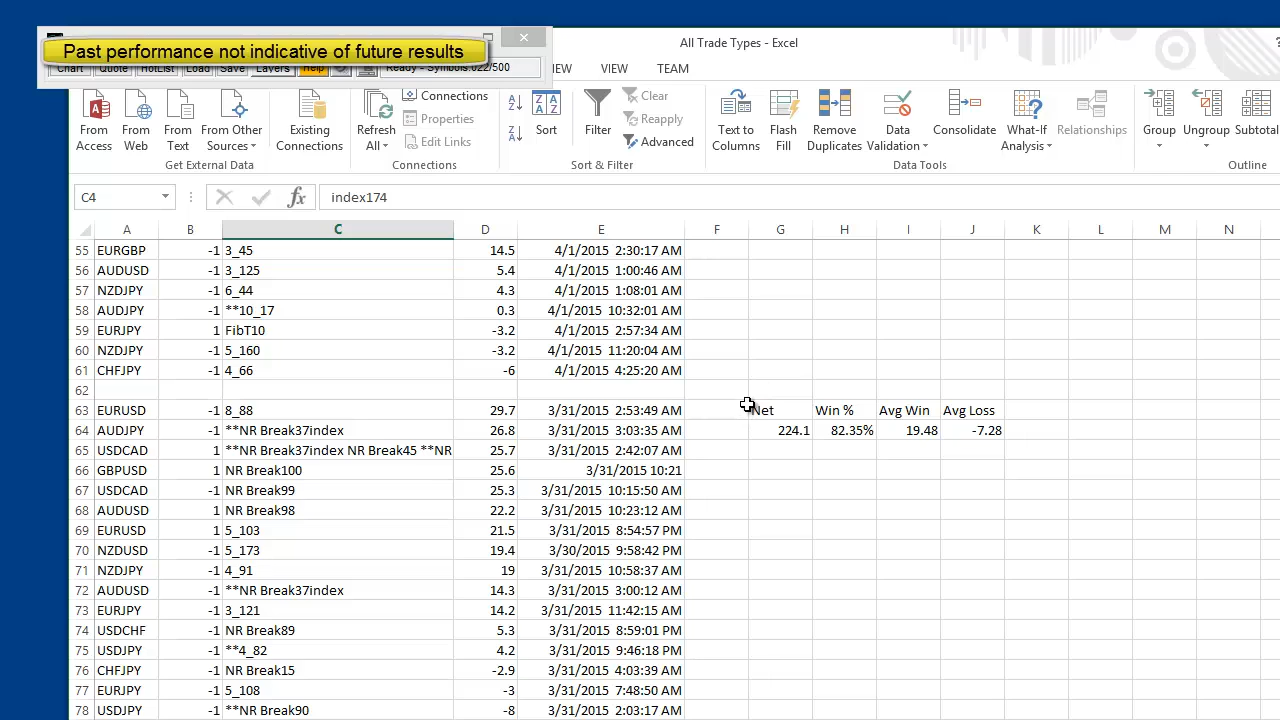 All Trade Types - Excel
Past performance not indicative of future results
Chart Quote HotList Load Save Layers Help Ready - Symbols:022/500
VIEW TEAM
From Access
From Web
From Text
From Other Sources
Existing Connections
Refresh All
Connections
Properties
Edit Links
Sort
Filter
Clear
Reapply
Advanced
Text to Columns
Flash Fill
Remove Duplicates
Data Validation
Consolidate
What-If Analysis
Relationships
Group
Ungroup
Subtotal
Get External Data
Connections
Sort & Filter
Data Tools
Outline
C4 fx index174
A B C D E F G H I J K L M N
55 EURGBP -1 3_45 14.5 4/1/2015 2:30:17 AM
56 AUDUSD -1 3_125 5.4 4/1/2015 1:00:46 AM
57 NZDJPY -1 6_44 4.3 4/1/2015 1:08:01 AM
58 AUDJPY -1 **10_17 0.3 4/1/2015 10:32:01 AM
59 EURJPY 1 FibT10 -3.2 4/1/2015 2:57:34 AM
60 NZDJPY -1 5_160 -3.2 4/1/2015 11:20:04 AM
61 CHFJPY -1 4_66 -6 4/1/2015 4:25:20 AM
62
63 EURUSD -1 8_88 29.7 3/31/2015 2:53:49 AM Net Win % Avg Win Avg Loss
64 AUDJPY -1 **NR Break37index 26.8 3/31/2015 3:03:35 AM 224.1 82.35% 19.48 -7.28
65 USDCAD 1 **NR Break37index NR Break45 **NR 25.7 3/31/2015 2:42:07 AM
66 GBPUSD 1 NR Break100 25.6 3/31/2015 10:21
67 USDCAD -1 NR Break99 25.3 3/31/2015 10:15:50 AM
68 AUDUSD 1 NR Break98 22.2 3/31/2015 10:23:12 AM
69 EURUSD 1 5_103 21.5 3/31/2015 8:54:57 PM
70 NZDUSD -1 5_173 19.4 3/30/2015 9:58:42 PM
71 NZDJPY -1 4_91 19 3/31/2015 10:58:37 AM
72 AUDUSD -1 **NR Break37index 14.3 3/31/2015 3:00:12 AM
73 EURJPY -1 3_121 14.2 3/31/2015 11:42:15 AM
74 USDCHF -1 NR Break89 5.3 3/31/2015 8:59:01 PM
75 USDJPY -1 **4_82 4.2 3/31/2015 9:46:18 PM
76 CHFJPY -1 NR Break15 -2.9 3/31/2015 4:03:39 AM
77 EURJPY -1 5_108 -3 3/31/2015 7:48:50 AM
78 USDJPY -1 **NR Break90 -8 3/31/2015 2:03:17 AM